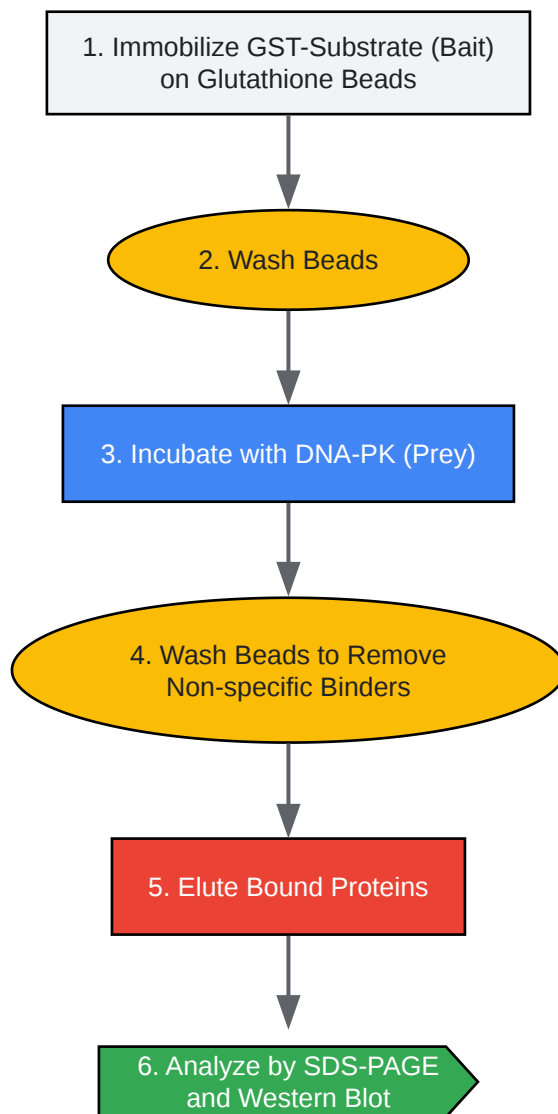 1. Immobilize GST-Substrate (Bait)
on Glutathione Beads
2. Wash Beads
3. Incubate with DNA-PK (Prey)
4. Wash Beads to Remove
Non-specific Binders
5. Elute Bound Proteins
6. Analyze by SDS-PAGE
and Western Blot